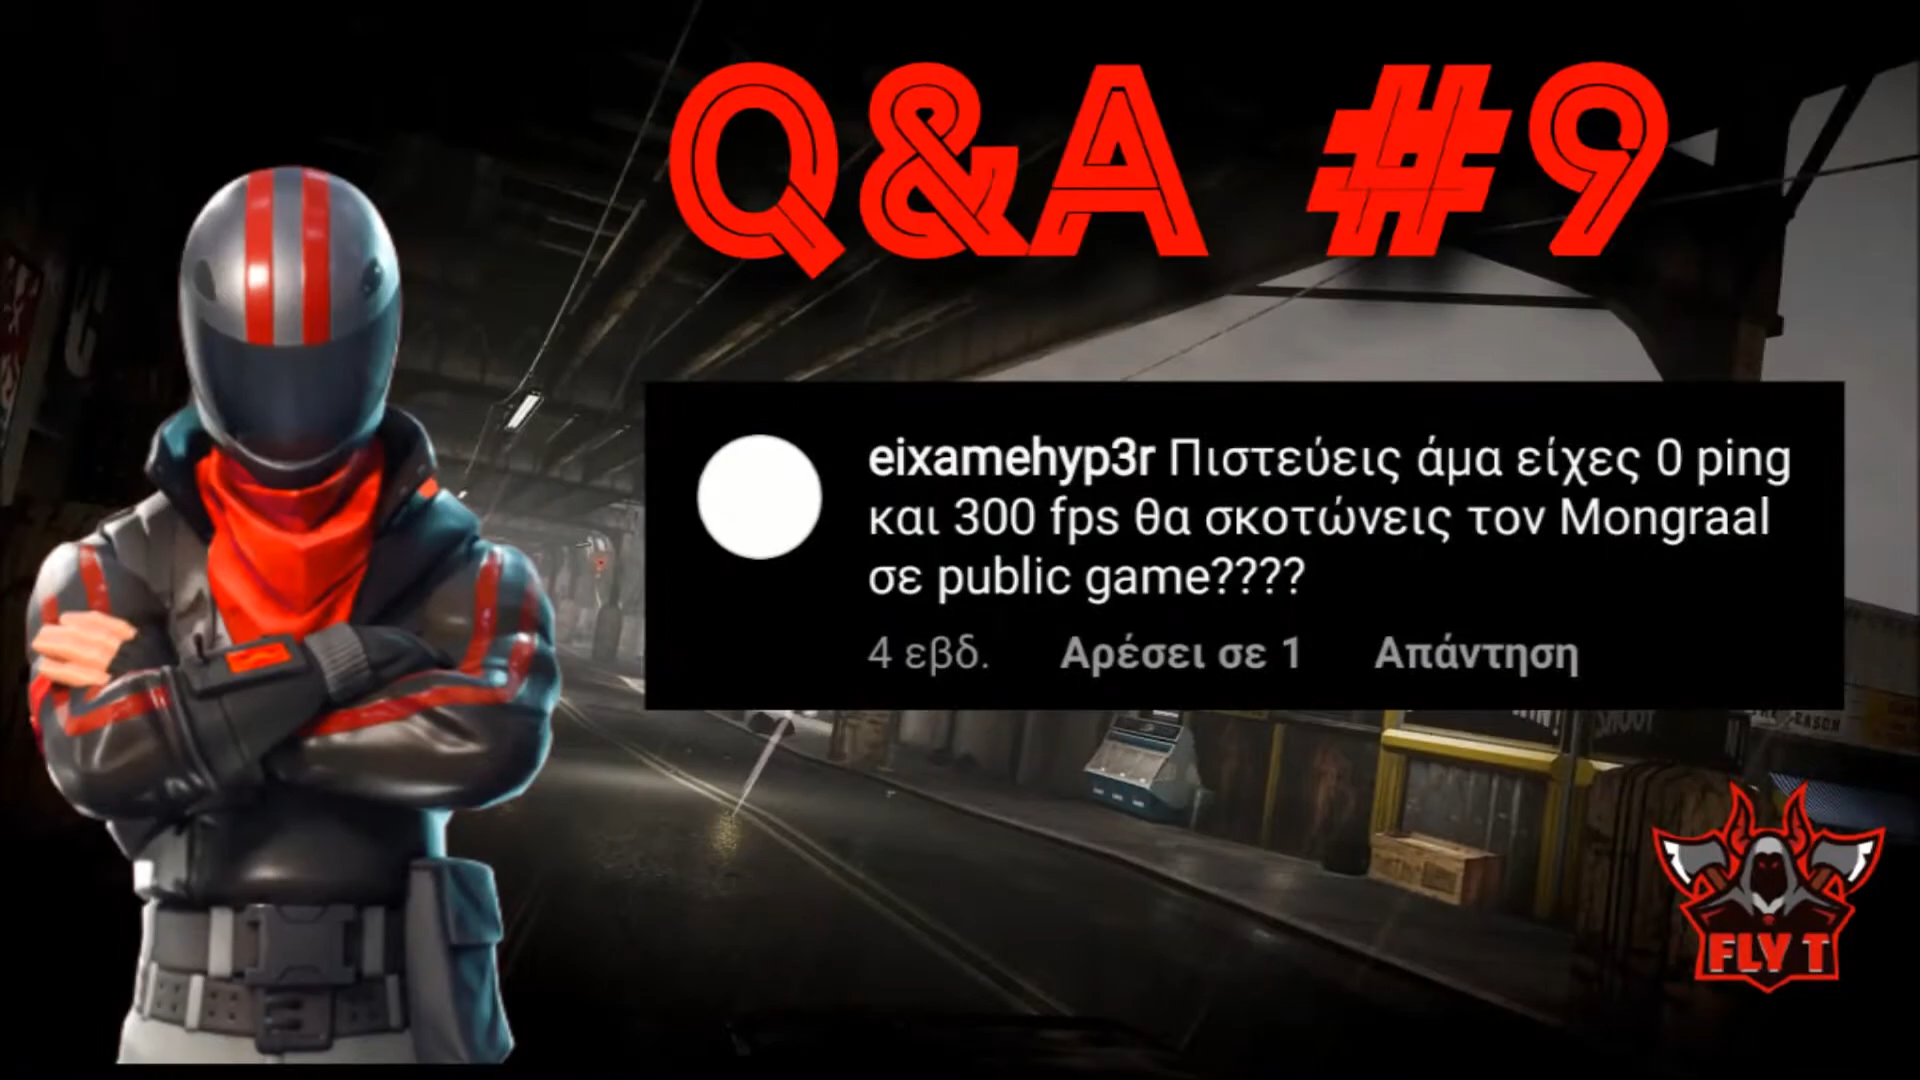 Q&A #9
eixamehyp3r Πιστεύεις άμα είχες 0 ping
και 300 fps θα σκοτώνεις τον Mongraal
σε public game????
4 εβδ. Αρέσει σε 1 Απάντηση
FLY T